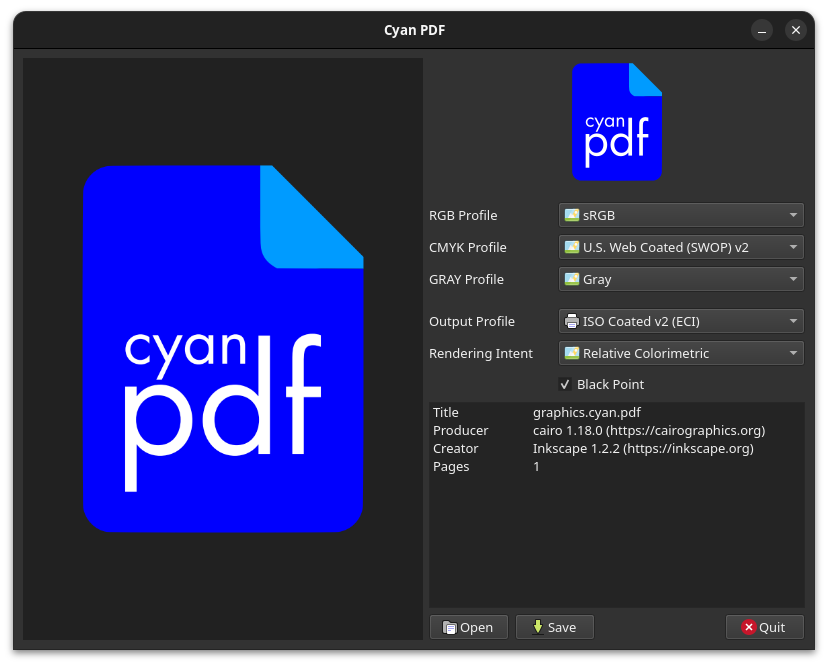 Cyan PDF
cyan
pdf
cyan
pdf
RGB Profile
sRGB
CMYK Profile
U.S. Web Coated (SWOP) v2
GRAY Profile
Gray
Output Profile
ISO Coated v2 (ECI)
Rendering Intent
Relative Colorimetric
Black Point
Title graphics.cyan.pdf
Producer cairo 1.18.0 (https://cairographics.org)
Creator Inkscape 1.2.2 (https://inkscape.org)
Pages 1
Open
Save
Quit